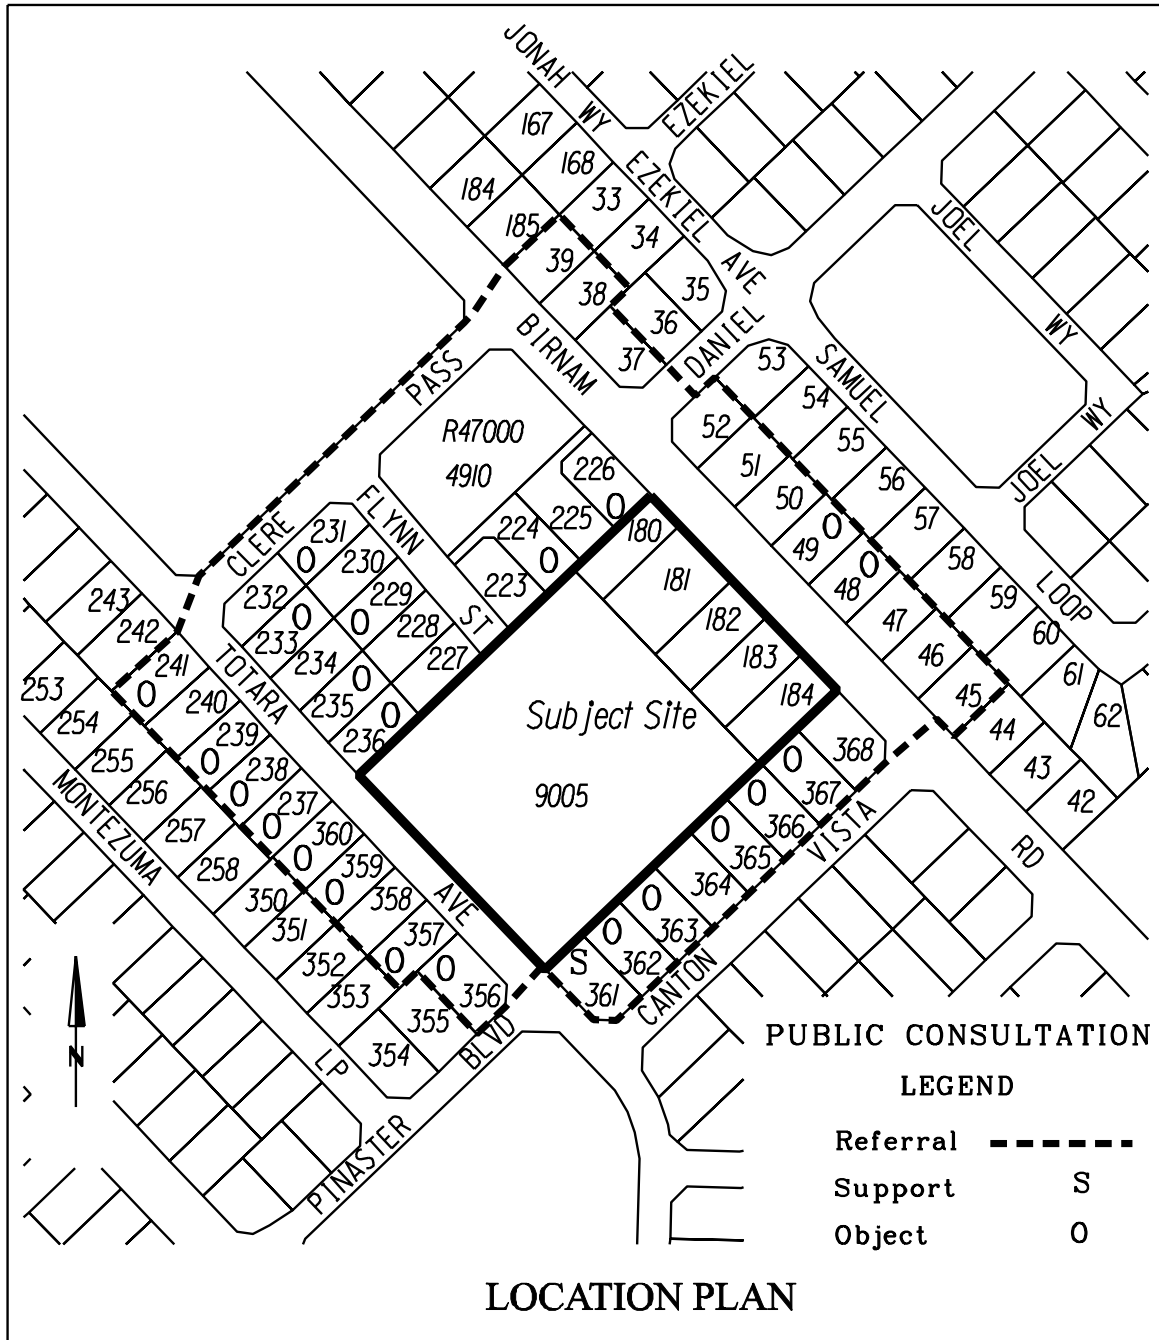 JONAH WY
EZEKIEL
167
168
EZEKIEL AVE
184
33
185
34
39
35
38
36
BIRNAM
37
DANIEL
PASS
53
SAMUEL
54
JOEL
WY
JOEL WY
52
55
R47000
4910
51
56
226
50
57
FLYNN
224
225
O
180
O
49
58
CLERE
231
O
230
223
O
181
O
48
59
LOOP
232
O
229
O
ST
182
47
60
233
228
183
46
61
243
242
234
227
184
45
62
241
TOTARA
235
O
44
253
O
240
236
O
Subject Site
368
43
254
239
O
O
367
42
255
O
238
9005
O
366
VISTA
RD
256
237
O
365
MONTEZUMA
257
O
360
364
258
O
359
O
363
350
O
358
AVE
O
362
351
357
S
361
CANTON
352
O
O
356
353
355
BLVD
354
LP
PINASTER
N
PUBLIC CONSULTATION
LEGEND
Referral
Support S
Object O
LOCATION PLAN